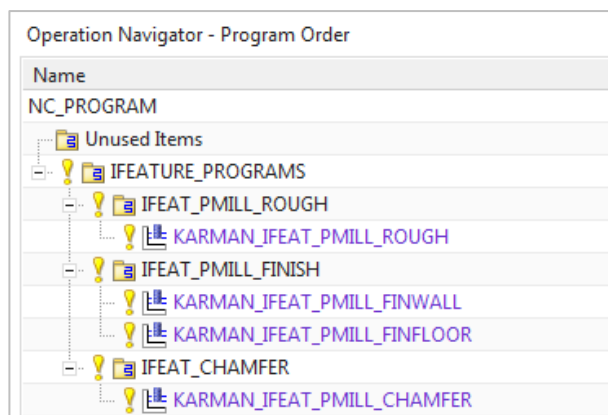 Operation Navigator - Program Order
Name
NC_PROGRAM
Unused Items
IFEATURE_PROGRAMS
IFEAT_PMILL_ROUGH
KARMAN_IFEAT_PMILL_ROUGH
IFEAT_PMILL_FINISH
KARMAN_IFEAT_PMILL_FINWALL
KARMAN_IFEAT_PMILL_FINFLOOR
IFEAT_CHAMFER
KARMAN_IFEAT_PMILL_CHAMFER